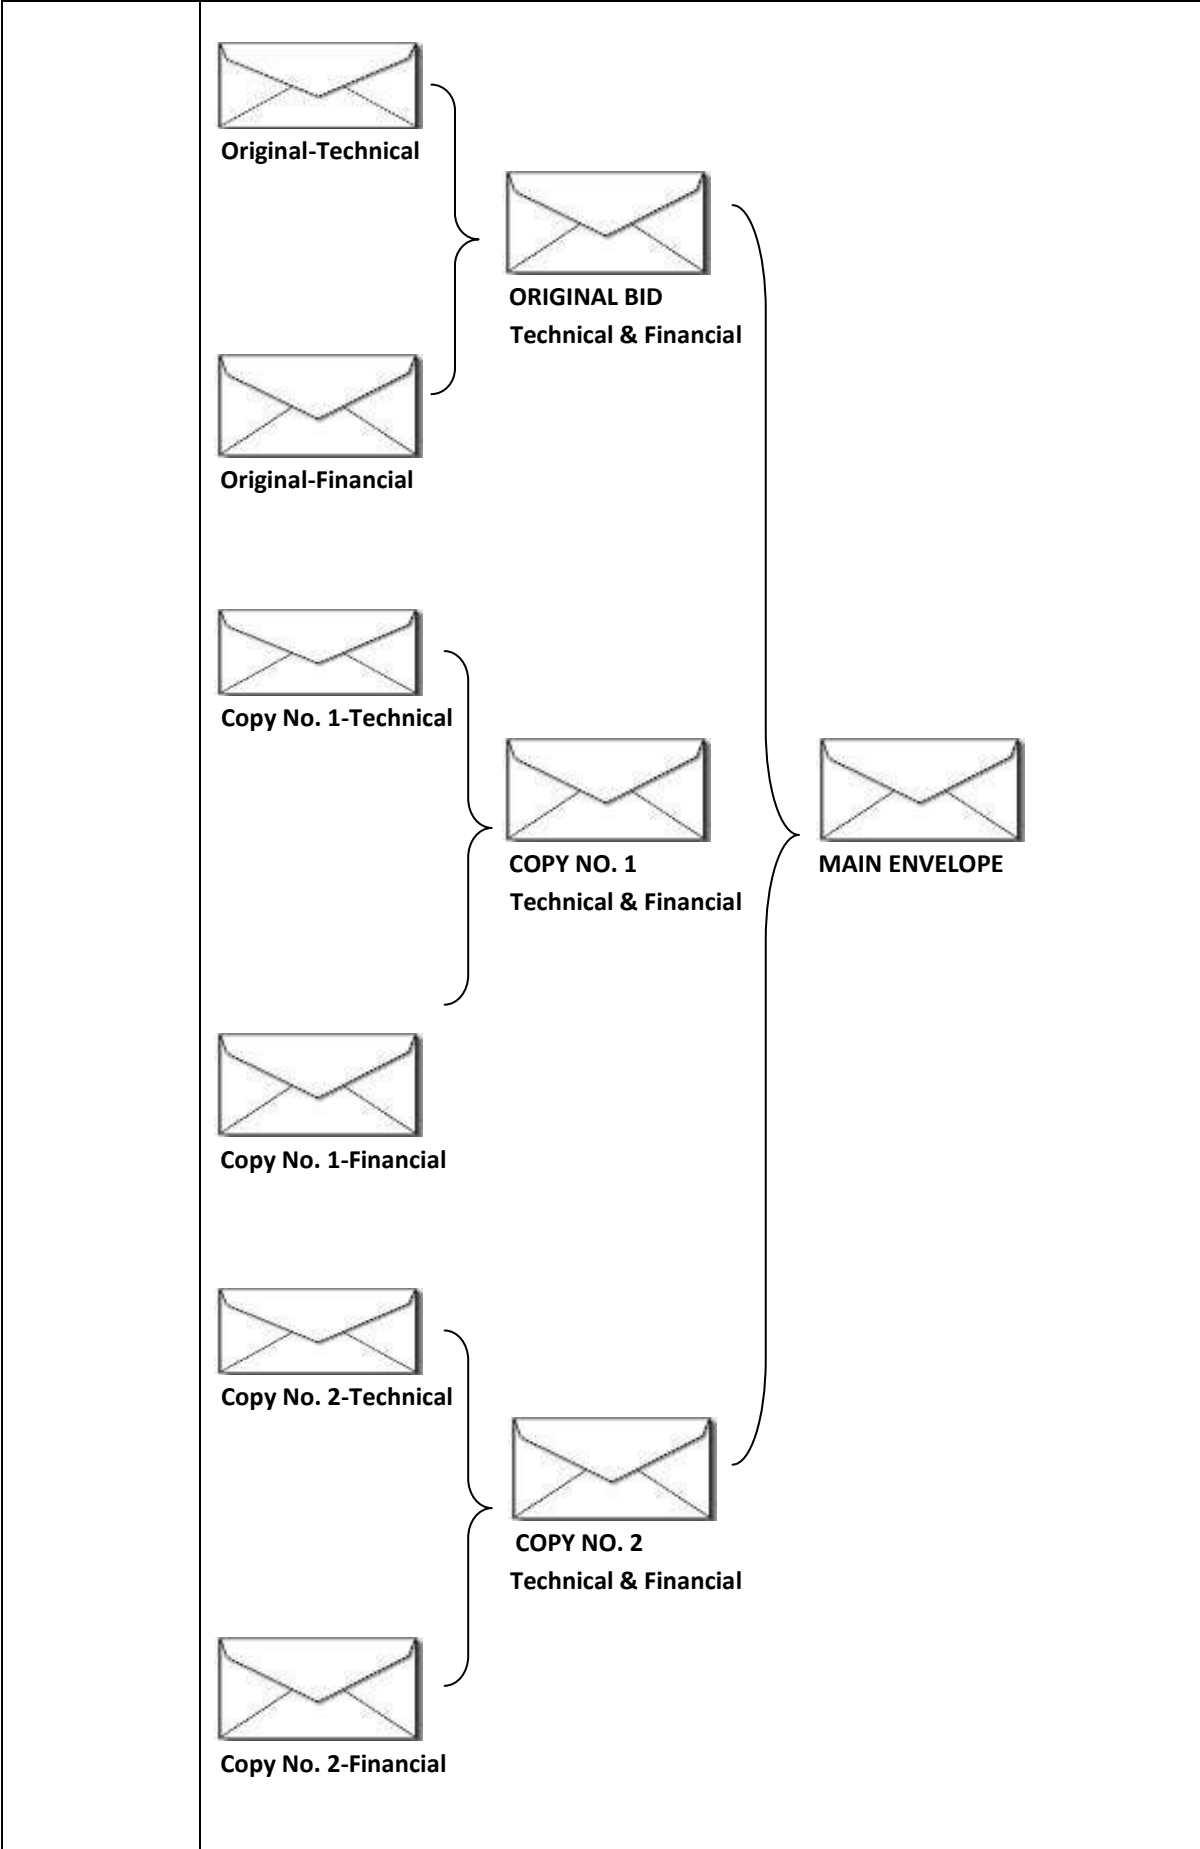 Original-Technical
ORIGINAL BID
Technical & Financial
Original-Financial
Copy No. 1-Technical
COPY NO. 1
Technical & Financial
MAIN ENVELOPE
Copy No. 1-Financial
Copy No. 2-Technical
COPY NO. 2
Technical & Financial
Copy No. 2-Financial